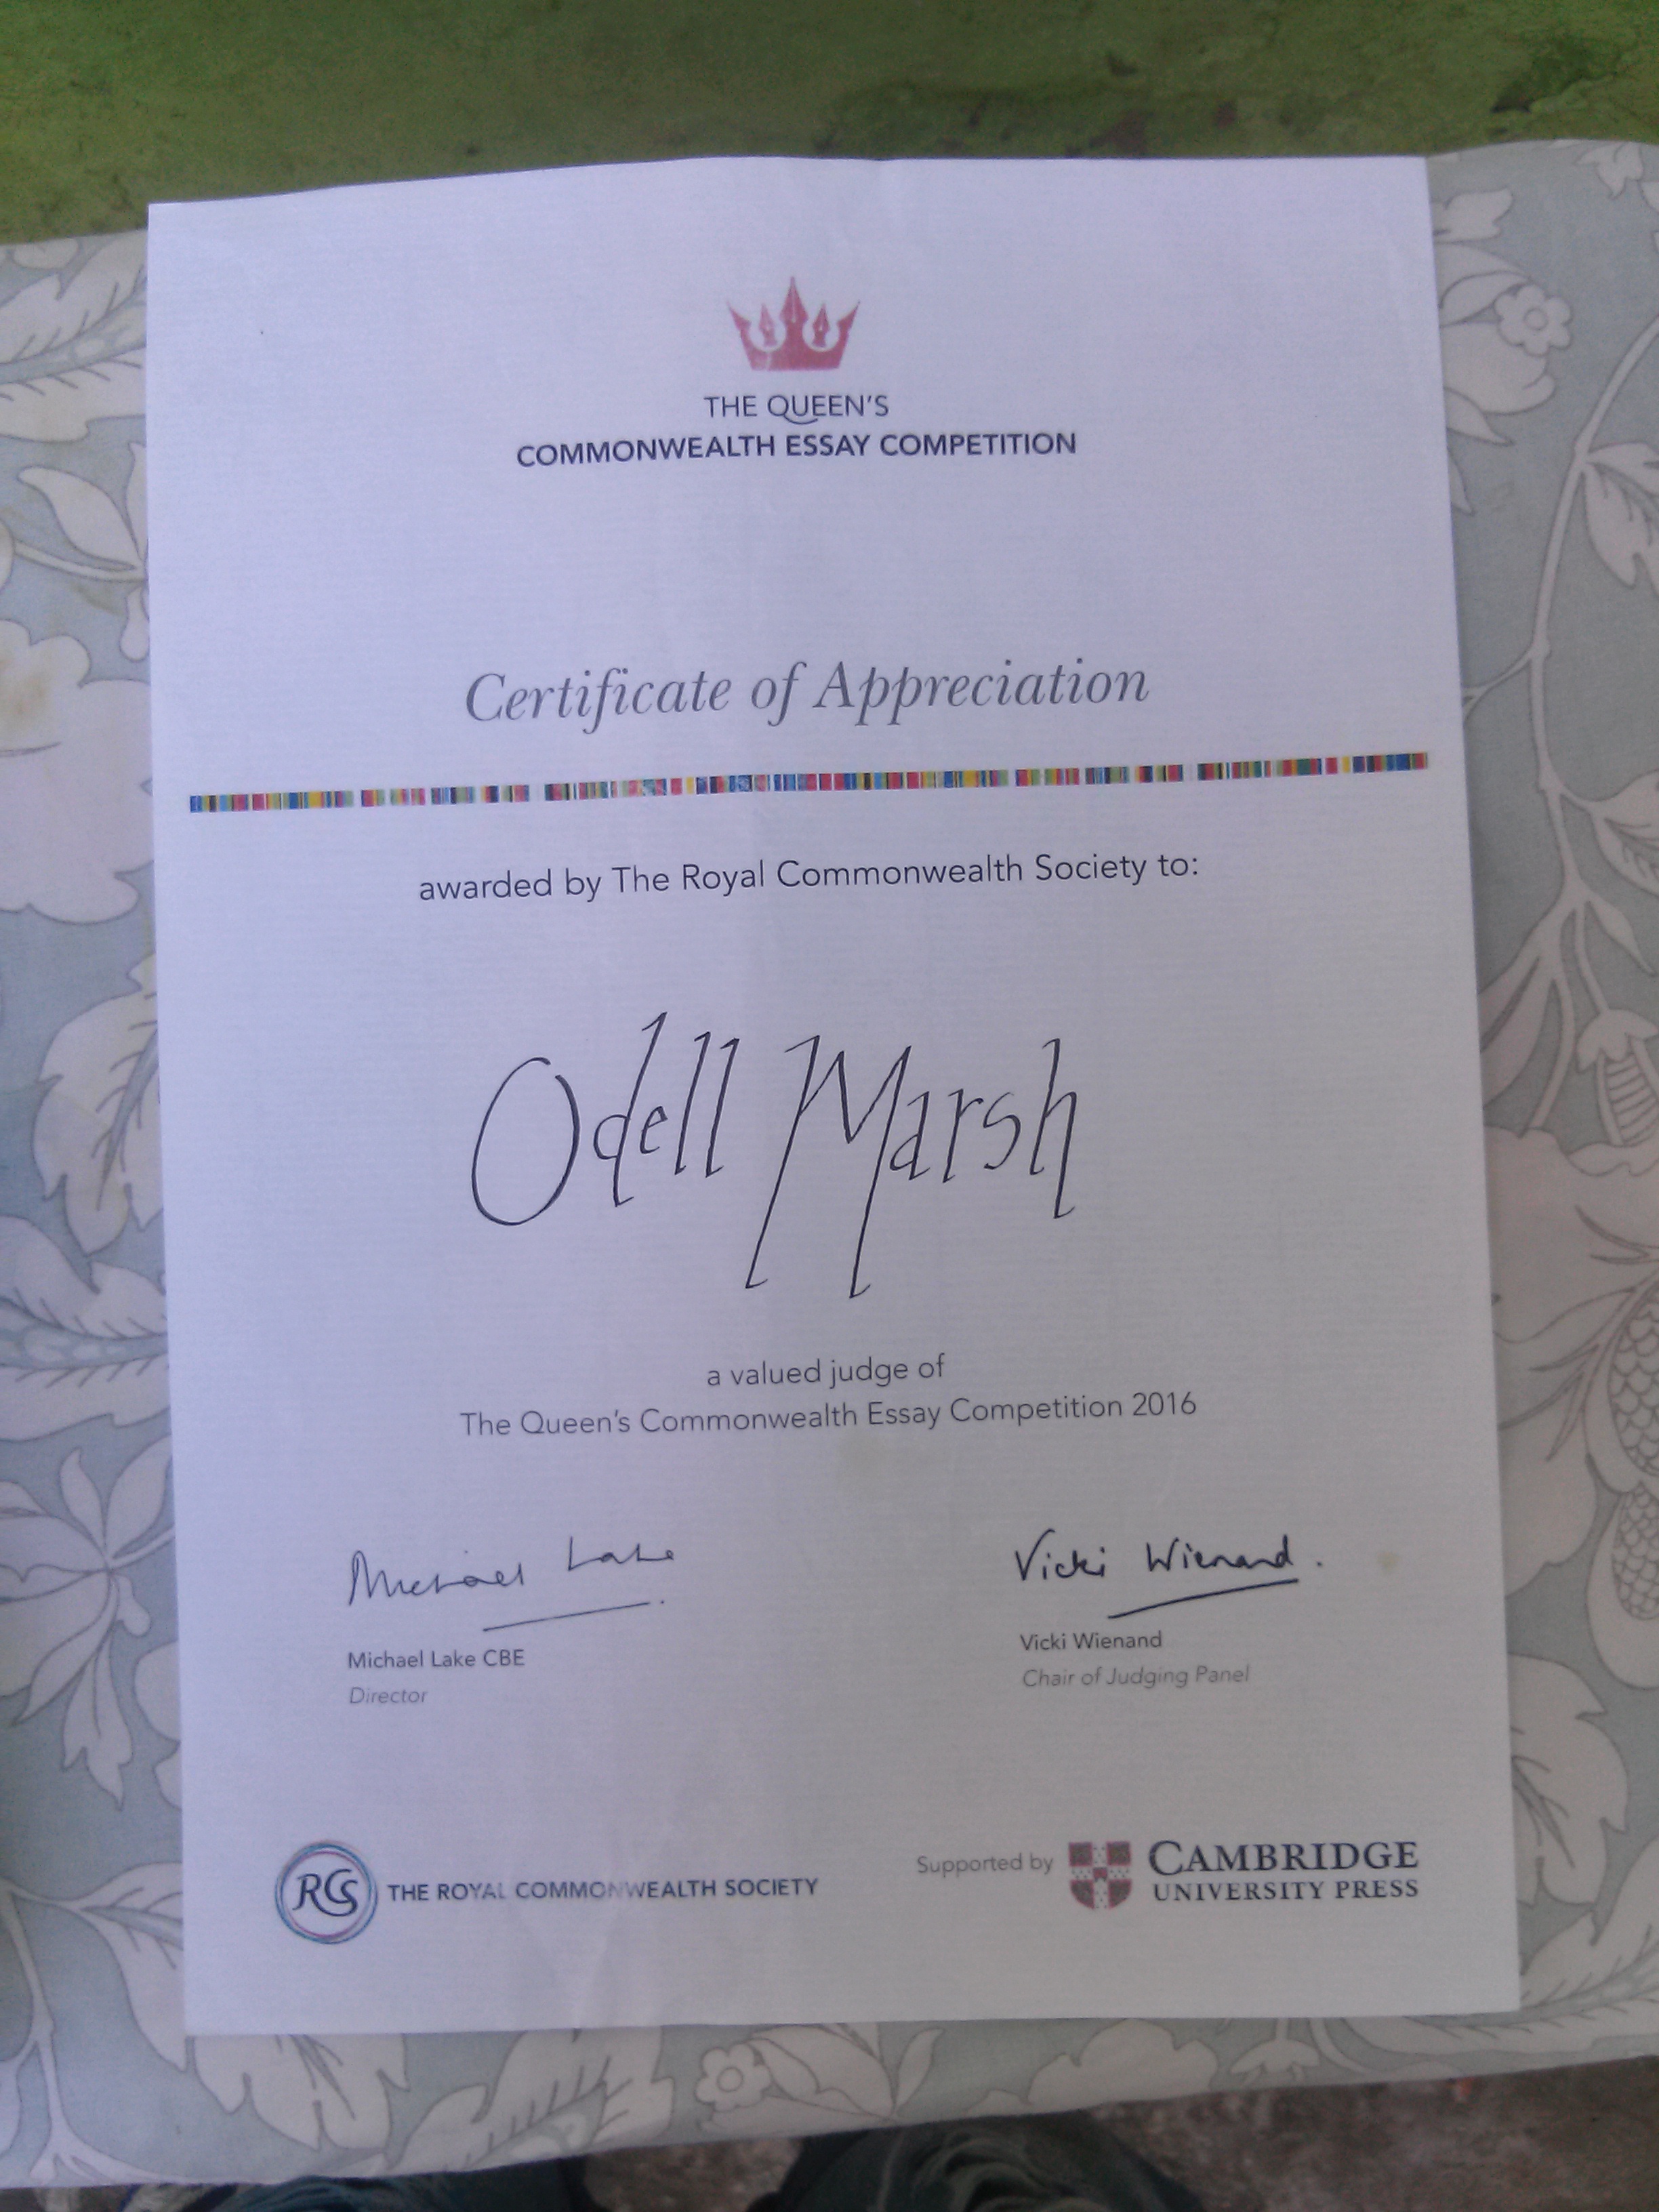 THE QUEEN'S
COMMONWEALTH ESSAY COMPETITION
Certificate of Appreciation
awarded by The Royal Commonwealth Society to:
Odell Marsh
a valued judge of
The Queen's Commonwealth Essay Competition 2016
Michael Lake
Vicki Wienand.
Michael Lake CBE
Director
Vicki Wienand
Chair of Judging Panel
RCS THE ROYAL COMMONWEALTH SOCIETY
Supported by
CAMBRIDGE
UNIVERSITY PRESS